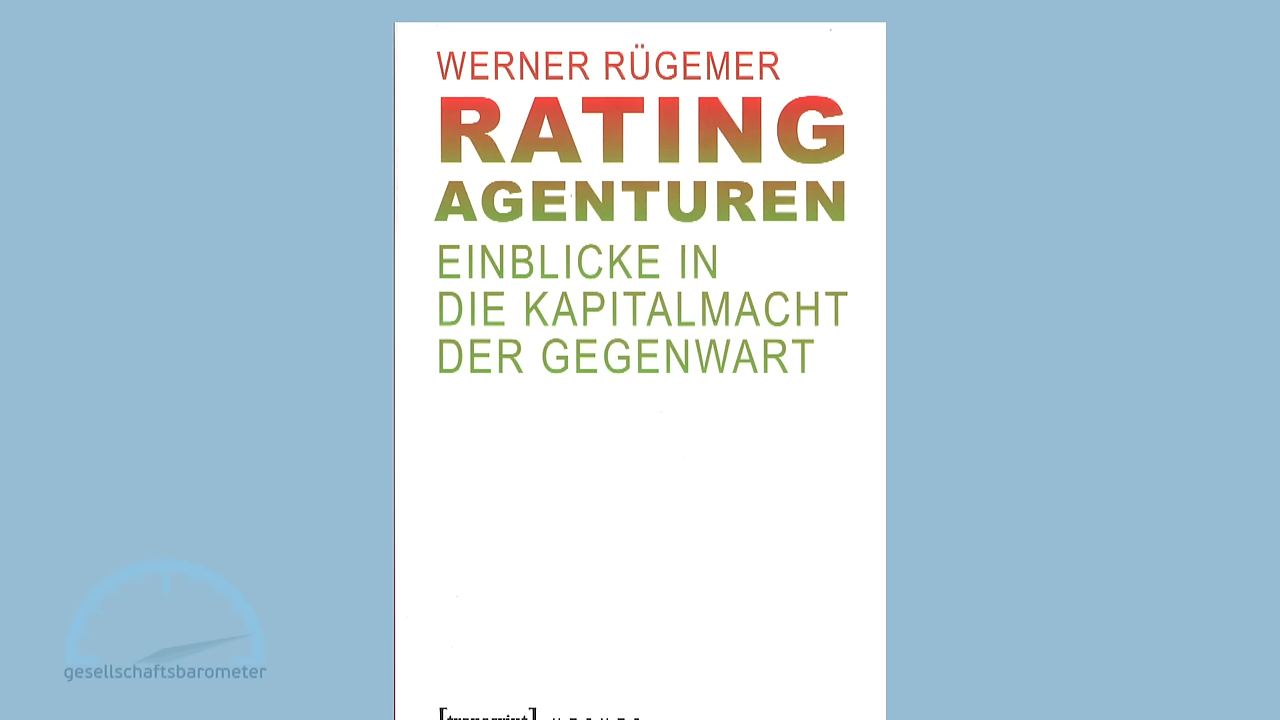 WERNER RÜGEMER
RATING
AGENTUREN
EINBLICKE IN
DIE KAPITALMACHT
DER GEGENWART
gesellschaftsbarometer